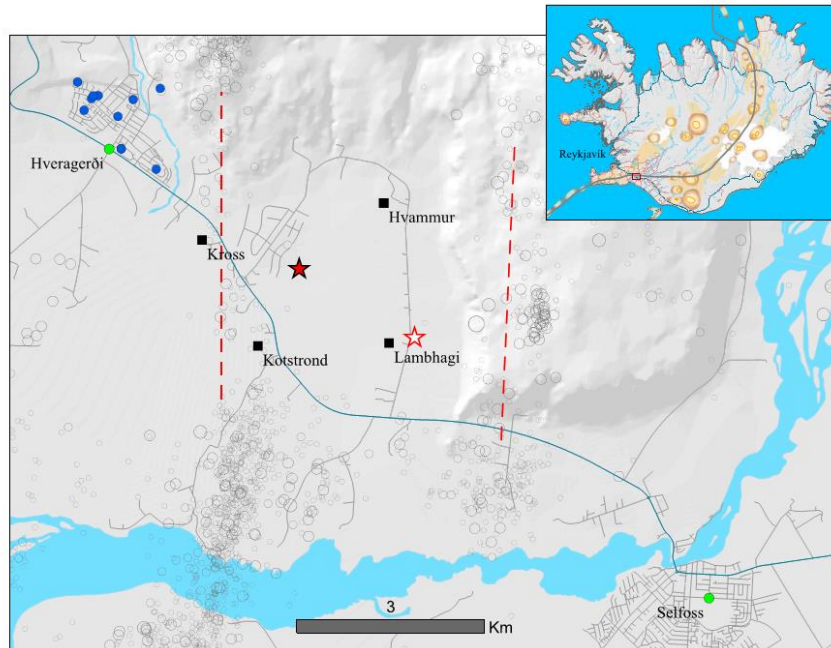 Reykjavík
Hveragerði
Hvammur
Kross
Kotstrond
Lambhagi
Selfoss
3
Km